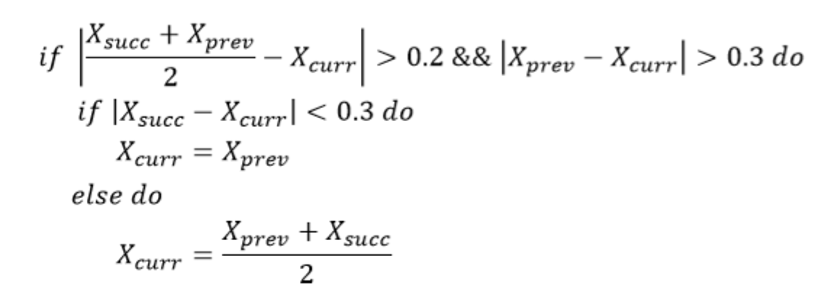 if |(X_succ + X_prev)/2 − X_curr| > 0.2 && |X_prev − X_curr| > 0.3 do
if |X_succ − X_curr| < 0.3 do
X_curr = X_prev
else do
X_curr = (X_prev + X_succ)/2